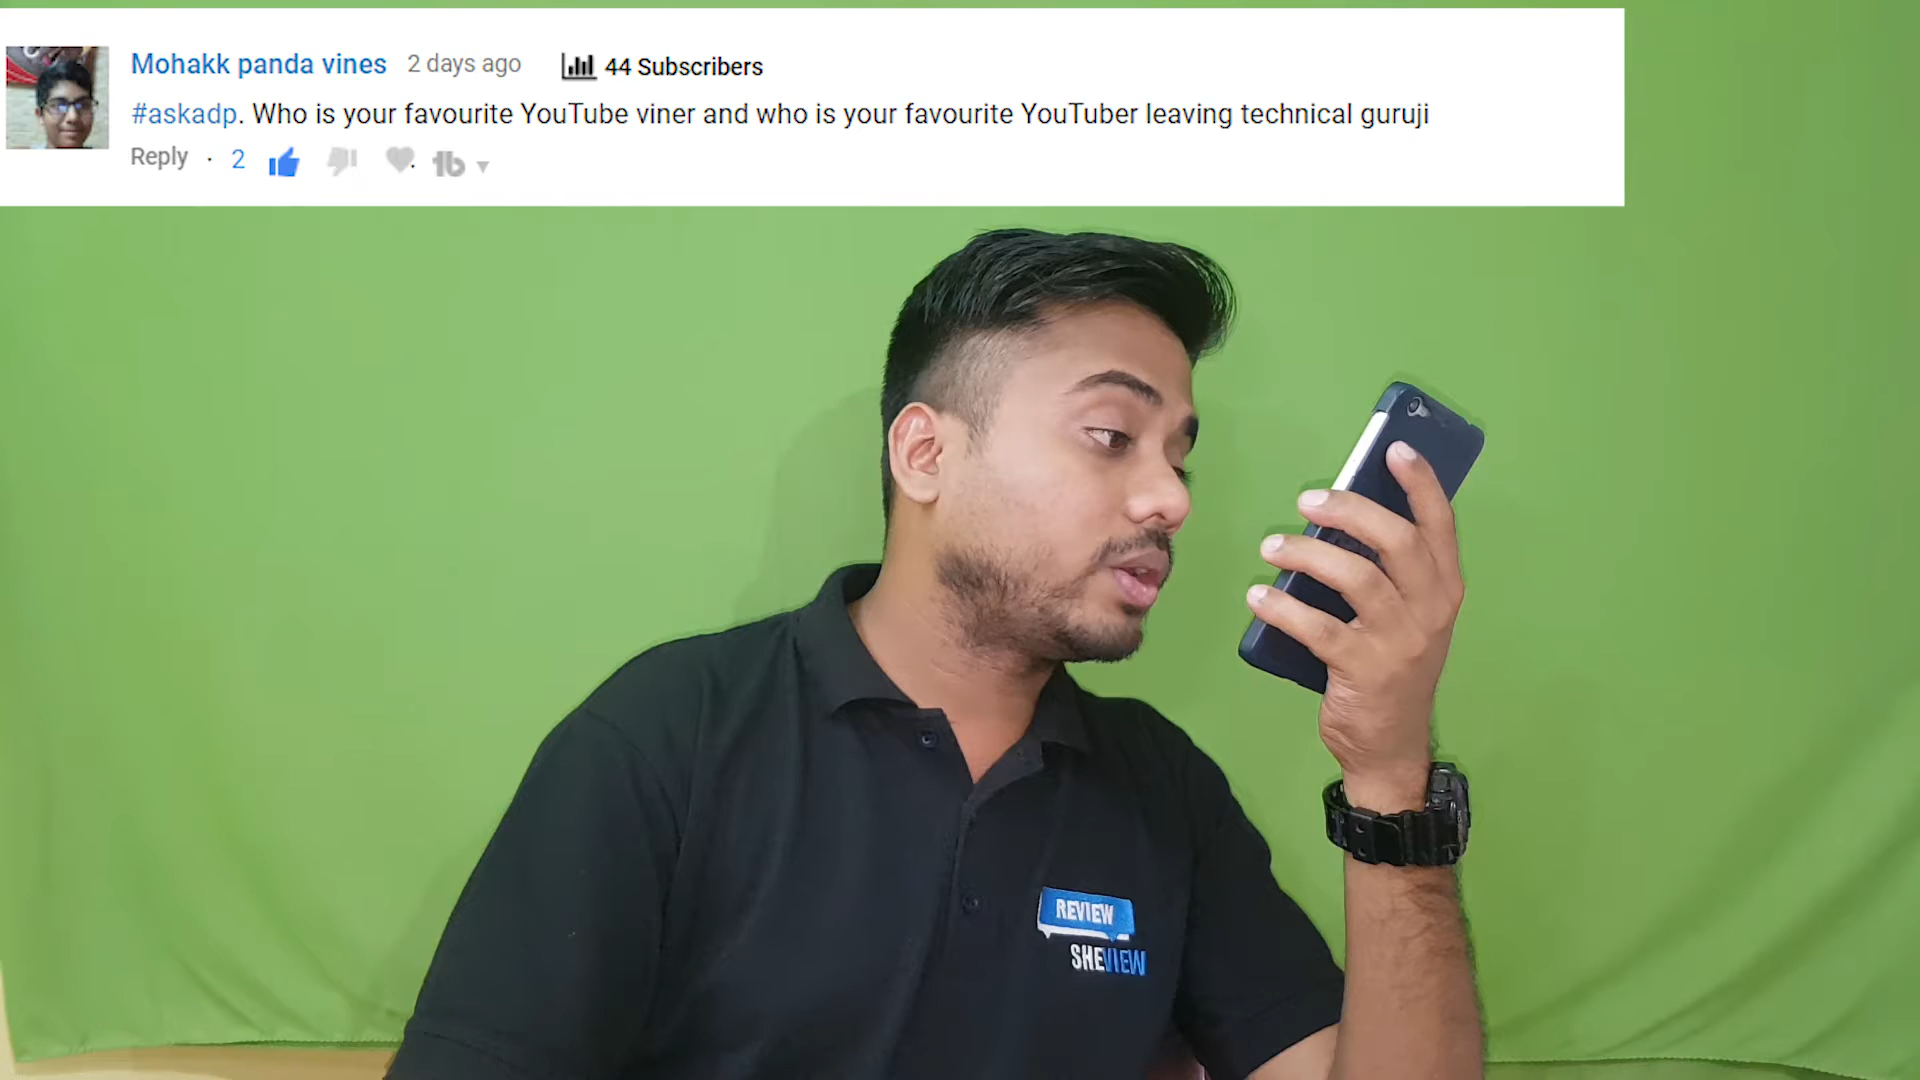 Mohakk panda vines 2 days ago 44 Subscribers
#askadp. Who is your favourite YouTube viner and who is your favourite YouTuber leaving technical guruji
Reply · 2
REVIEW
SHEVIEW